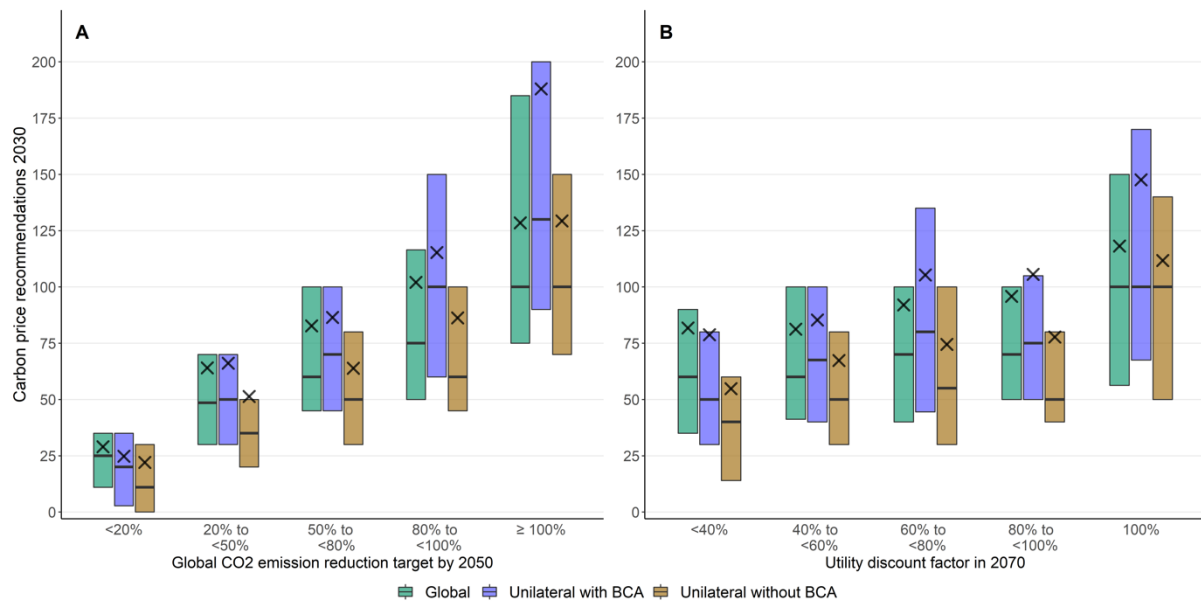 A
B
Carbon price recommendations 2030
200
175
150
125
100
75
50
25
0
200
175
150
125
100
75
50
25
0
<20%
20% to
<50%
50% to
<80%
80% to
<100%
≥ 100%
<40%
40% to
<60%
60% to
<80%
80% to
<100%
100%
Global CO2 emission reduction target by 2050
Utility discount factor in 2070
Global
Unilateral with BCA
Unilateral without BCA